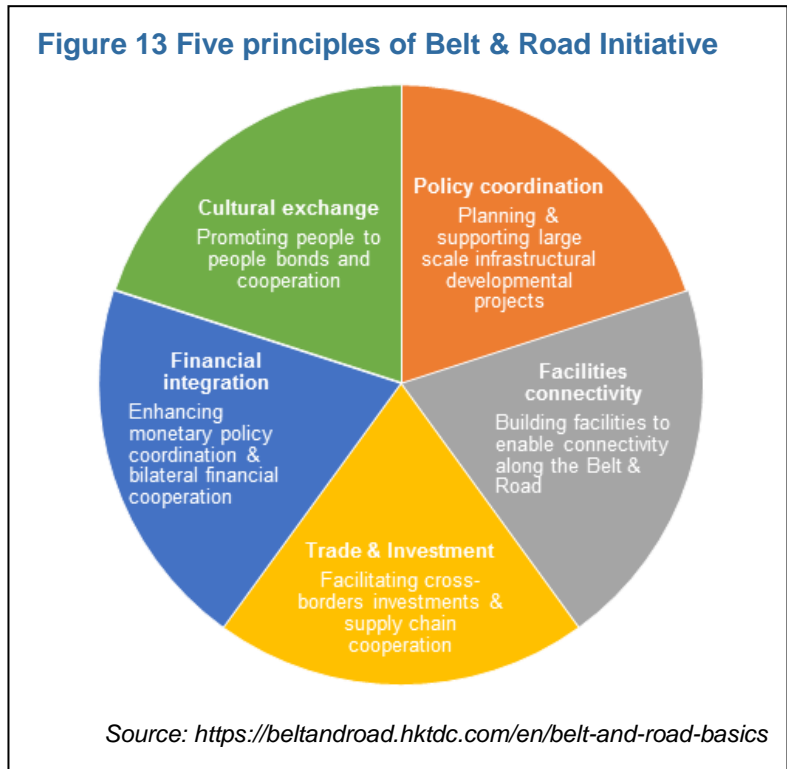 Figure 13 Five principles of Belt & Road Initiative
Cultural exchange
Promoting people to
people bonds and
cooperation
Policy coordination
Planning &
supporting large
scale infrastructural
developmental
projects
Financial
integration
Enhancing
monetary policy
coordination &
bilateral financial
cooperation
Facilities
connectivity
Building facilities to
enable connectivity
along the Belt &
Road
Trade & Investment
Facilitating cross-
borders investments &
supply chain
cooperation
Source: https://beltandroad.hktdc.com/en/belt-and-road-basics